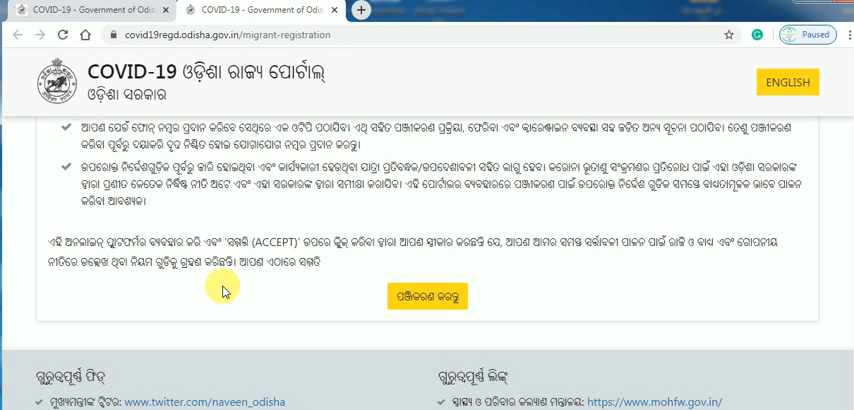 COVID-19 - Government of Odis
COVID-19 - Government of Odis
covid19regd.odisha.gov.in/migrant-registration
Paused
COVID-19 ଓଡ଼ିଶା ରାଜ୍ୟ ପୋର୍ଟାଲ୍
ଓଡ଼ିଶା ସରକାର
ENGLISH
ଆପଣ ଯେଉଁ ଫୋନ୍ ନମ୍ବର ପ୍ରଦାନ କରିବେ ସେଥିରେ ଏକ ଓଟିପି ପଠାଯିବ। ଏଥି ସହିତ ପଞ୍ଜୀକରଣ ପ୍ରକ୍ରିୟା, ଫେରିବା ଏବଂ କ୍ୱାରେଣ୍ଟାଇନ ବ୍ୟବସ୍ଥା ସହ ଜଡିତ ଅନ୍ୟ ସୂଚନା ପଠାଯିବ। ତେଣୁ ପଞ୍ଜୀକରଣ
କରିବା ପୂର୍ବରୁ ଦୟାକରି ଦୃଢ ନିଶ୍ଚିତ ହୋଇ ଯୋଗାଯୋଗ ନମ୍ବର ପ୍ରଦାନ କରନ୍ତୁ।
ଉପରୋକ୍ତ ନିର୍ଦ୍ଦେଶଗୁଡ଼ିକ ପୂର୍ବରୁ ଜାରି ହୋଇଥିବା ଏବଂ କାର୍ଯ୍ୟକାରୀ ହେଉଥିବା ଯାତ୍ରା ପ୍ରତିବନ୍ଧକ/ଉପଦେଶାବଳୀ ସହିତ ଲାଗୁ ହେବ। କରୋନା ଭୂତାଣୁ ସଂକ୍ରମଣର ପ୍ରତିରୋଧ ପାଇଁ ଏହା ଓଡ଼ିଶା ସରକାରଙ୍କ
ଦ୍ୱାରା ପ୍ରଣୀତ କେତେକ ନିର୍ଦ୍ଦିଷ୍ଟ ନୀତି ଅଟେ ଏବଂ ଏହା ସରକାରଙ୍କ ଦ୍ୱାରା ସମୀକ୍ଷା କରାଯିବ। ଏହି ପୋର୍ଟାଲର ବ୍ୟବହାରରେ ପଞ୍ଜୀକରଣ ପାଇଁ ଉପରୋକ୍ତ ନିର୍ଦ୍ଦେଶ ଗୁଡିକ ସମସ୍ତେ ବାଧ୍ୟତାମୂଳକ ଭାବେ ପାଳନ
କରିବା ଆବଶ୍ୟକ।
ଏହି ଅନଲାଇନ୍ ପ୍ଲାଟଫର୍ମର ବ୍ୟବହାର କରି ଏବଂ 'ସମ୍ମତି (ACCEPT)' ଉପରେ କ୍ଲିକ୍ କରିବା ଦ୍ୱାରା ଆପଣ ସ୍ୱୀକାର କରଛନ୍ତି ଯେ, ଆପଣ ଆମର ସମସ୍ତ ସର୍ତ୍ତାବଳୀ ପାଳନ ପାଇଁ ରାଜି ଓ ବାଧ୍ୟ ଏବଂ ଗୋପନୀୟ
ନୀତିରେ ଉଲ୍ଲେଖ ଥିବା ନିୟମ ଗୁଡିକୁ ଗ୍ରହଣ କରିଛନ୍ତି। ଆପଣ ଏଠାରେ ସମ୍ମତି
ପଞ୍ଜିକରଣ କରନ୍ତୁ
ଗୁରୁତ୍ୱପୂର୍ଣ୍ଣ ଫିଡ୍
ଗୁରୁତ୍ୱପୂର୍ଣ୍ଣ ଲିଙ୍କ୍
ମୁଖ୍ୟମନ୍ତ୍ରୀଙ୍କ ଟ୍ୱିଟର: www.twitter.com/naveen_odisha
ସ୍ୱାସ୍ଥ୍ୟ ଓ ପରିବାର କଲ୍ୟାଣ ମନ୍ତ୍ରଣାଳୟ: https://www.mohfw.gov.in/